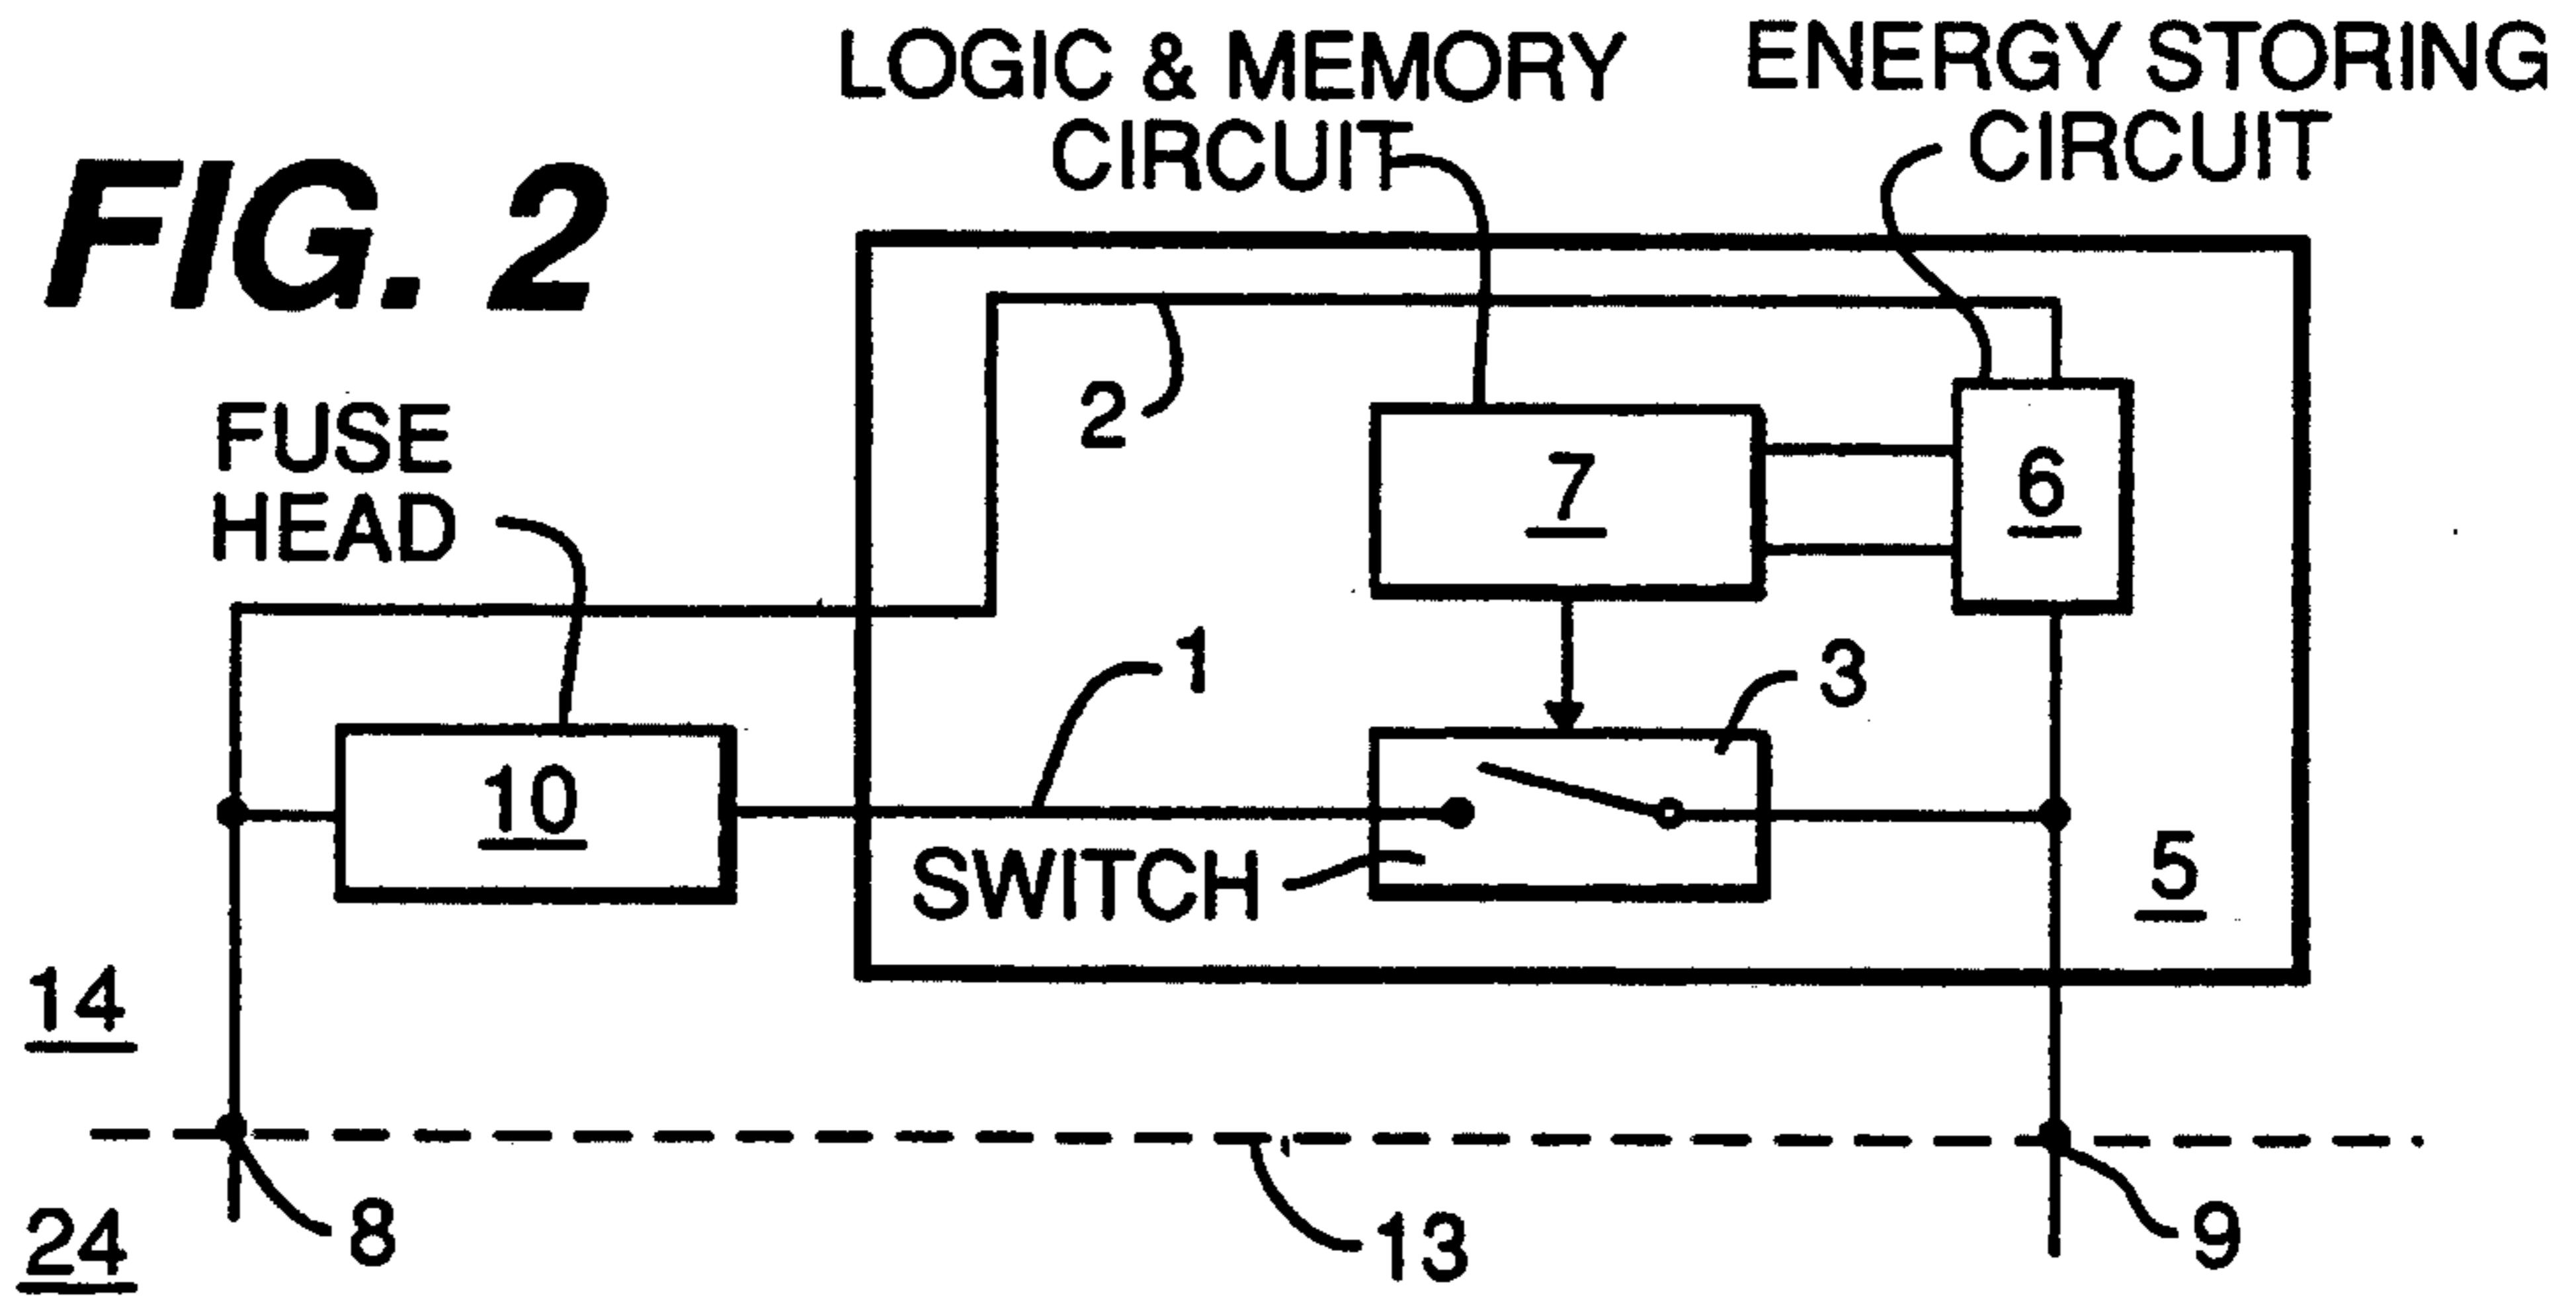 FIG. 2
LOGIC & MEMORY
CIRCUIT
ENERGY STORING
CIRCUIT
2
FUSE
HEAD
7
6
1
3
10
SWITCH
5
14
24
8
13
9